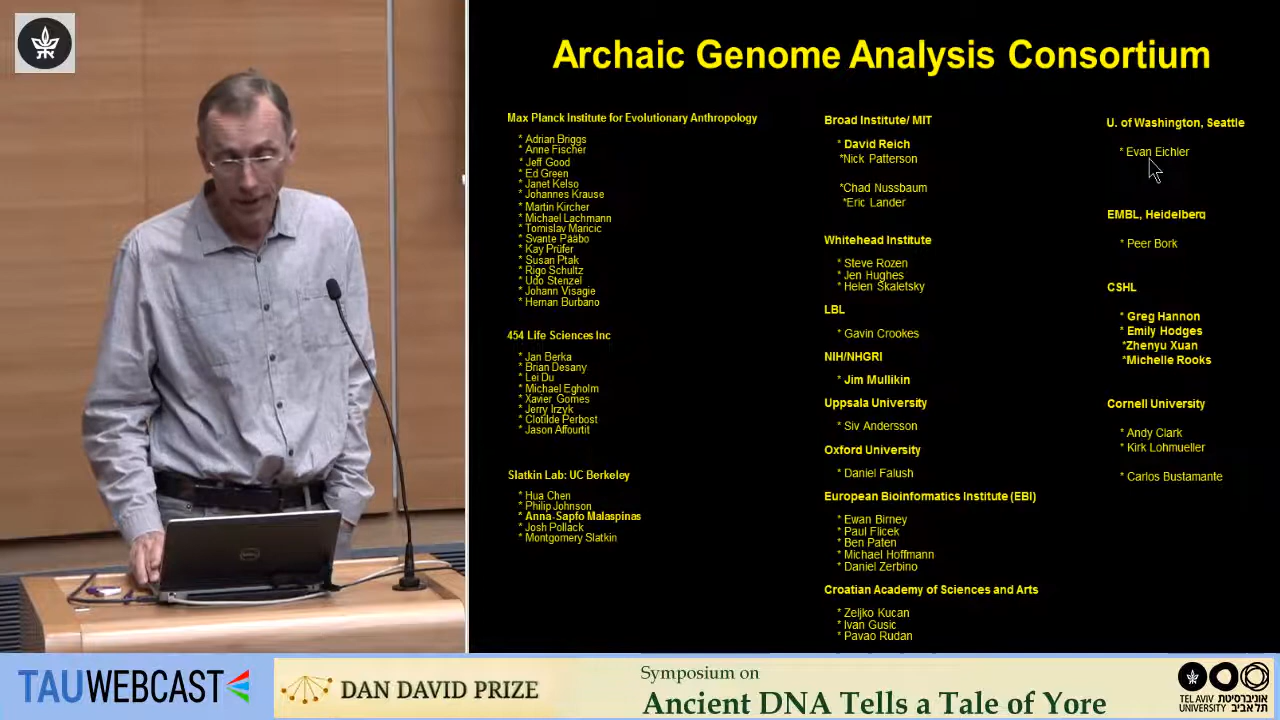 Archaic Genome Analysis Consortium
Max Planck Institute for Evolutionary Anthropology
* Adrian Briggs
* Anne Fischer
* Jeff Good
* Ed Green
* Janet Kelso
* Johannes Krause
* Martin Kircher
* Michael Lachmann
* Tomislav Maricic
* Svante Pääbo
* Kay Prüfer
* Susan Ptak
* Rigo Schultz
* Udo Stenzel
* Johann Visagie
* Hernan Burbano
454 Life Sciences Inc
* Jan Berka
* Brian Desany
* Lei Du
* Michael Egholm
* Xavier Gomes
* Jerry Irzyk
* Clotilde Perbost
* Jason Affourtit
Slatkin Lab: UC Berkeley
* Hua Chen
* Philip Johnson
* Anna-Sapfo Malaspinas
* Josh Pollack
* Montgomery Slatkin
Broad Institute/ MIT
* David Reich
*Nick Patterson
*Chad Nussbaum
*Eric Lander
Whitehead Institute
* Steve Rozen
* Jen Hughes
* Helen Skaletsky
LBL
* Gavin Crookes
NIH/NHGRI
* Jim Mullikin
Uppsala University
* Siv Andersson
Oxford University
* Daniel Falush
European Bioinformatics Institute (EBI)
* Ewan Birney
* Paul Flicek
* Ben Paten
* Michael Hoffmann
* Daniel Zerbino
Croatian Academy of Sciences and Arts
* Zeljko Kucan
* Ivan Gusic
* Pavao Rudan
U. of Washington, Seattle
* Evan Eichler
EMBL, Heidelberg
* Peer Bork
CSHL
* Greg Hannon
* Emily Hodges
*Zhenyu Xuan
*Michelle Rooks
Cornell University
* Andy Clark
* Kirk Lohmueller
* Carlos Bustamante
TAUWEBCAST
DAN DAVID PRIZE
Symposium on
Ancient DNA Tells a Tale of Yore
TEL AVIV אוניברסיטת
UNIVERSITY תל אביב